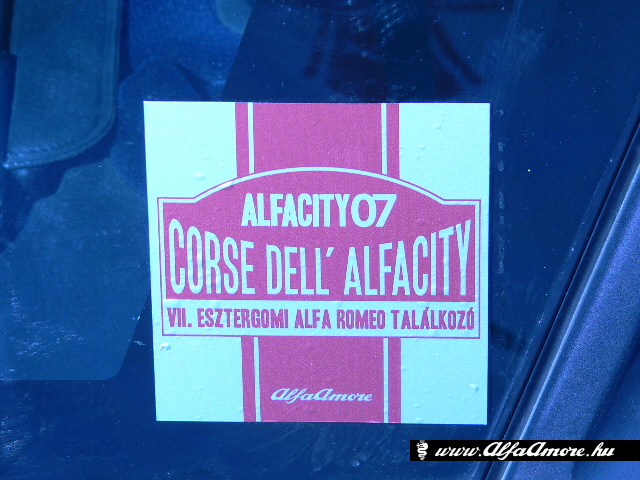 ALFACITY07
CORSE DELL' ALFACITY
VII. ESZTERGOMI ALFA ROMEO TALÁLKOZÓ
AlfaAmore
www.AlfaAmore.hu